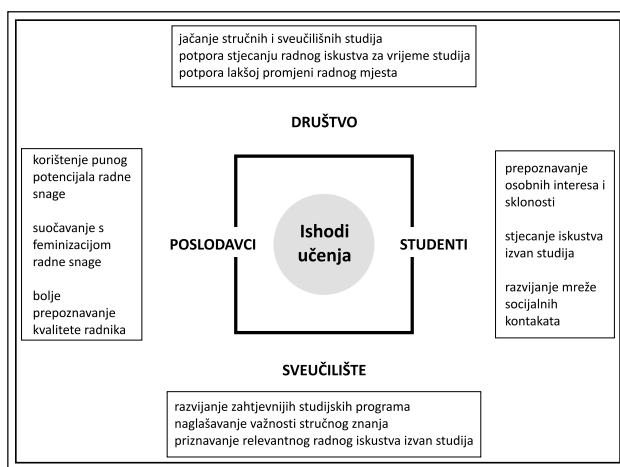 jačanje stručnih i sveučilišnih studija
potpora stjecanju radnog iskustva za vrijeme studija
potpora lakšoj promjeni radnog mjesta
DRUŠTVO
korištenje punog
potencijala radne
snage
suočavanje s
feminizacijom
radne snage
bolje
prepoznavanje
kvalitete radnika
POSLODAVCI
Ishodi
učenja
STUDENTI
prepoznavanje
osobnih interesa i
sklonosti
stjecanje iskustva
izvan studija
razvijanje mreže
socijalnih
kontakata
SVEUČILIŠTE
razvijanje zahtjevnijih studijskih programa
naglašavanje važnosti stručnog znanja
priznavanje relevantnog radnog iskustva izvan studija